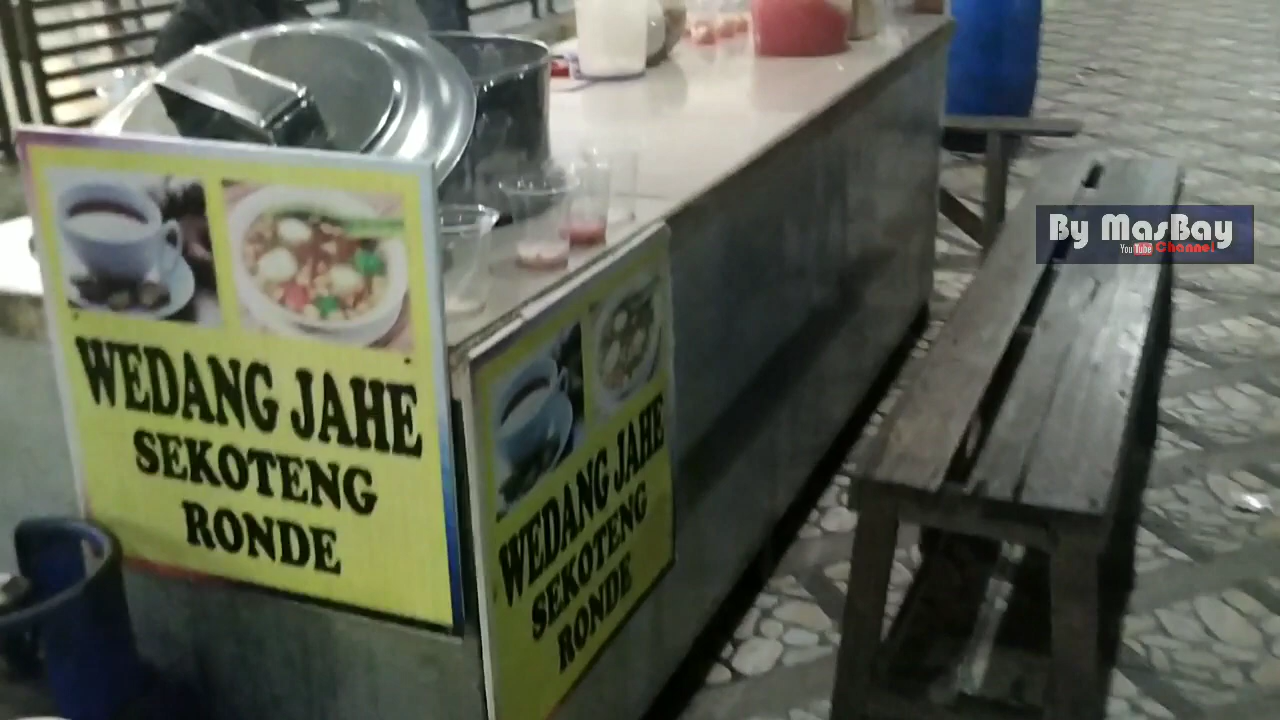 WEDANG JAHE
SEKOTENG
RONDE
WEDANG JAHE
SEKOTENG
RONDE
By MasBay
YouTube Channel